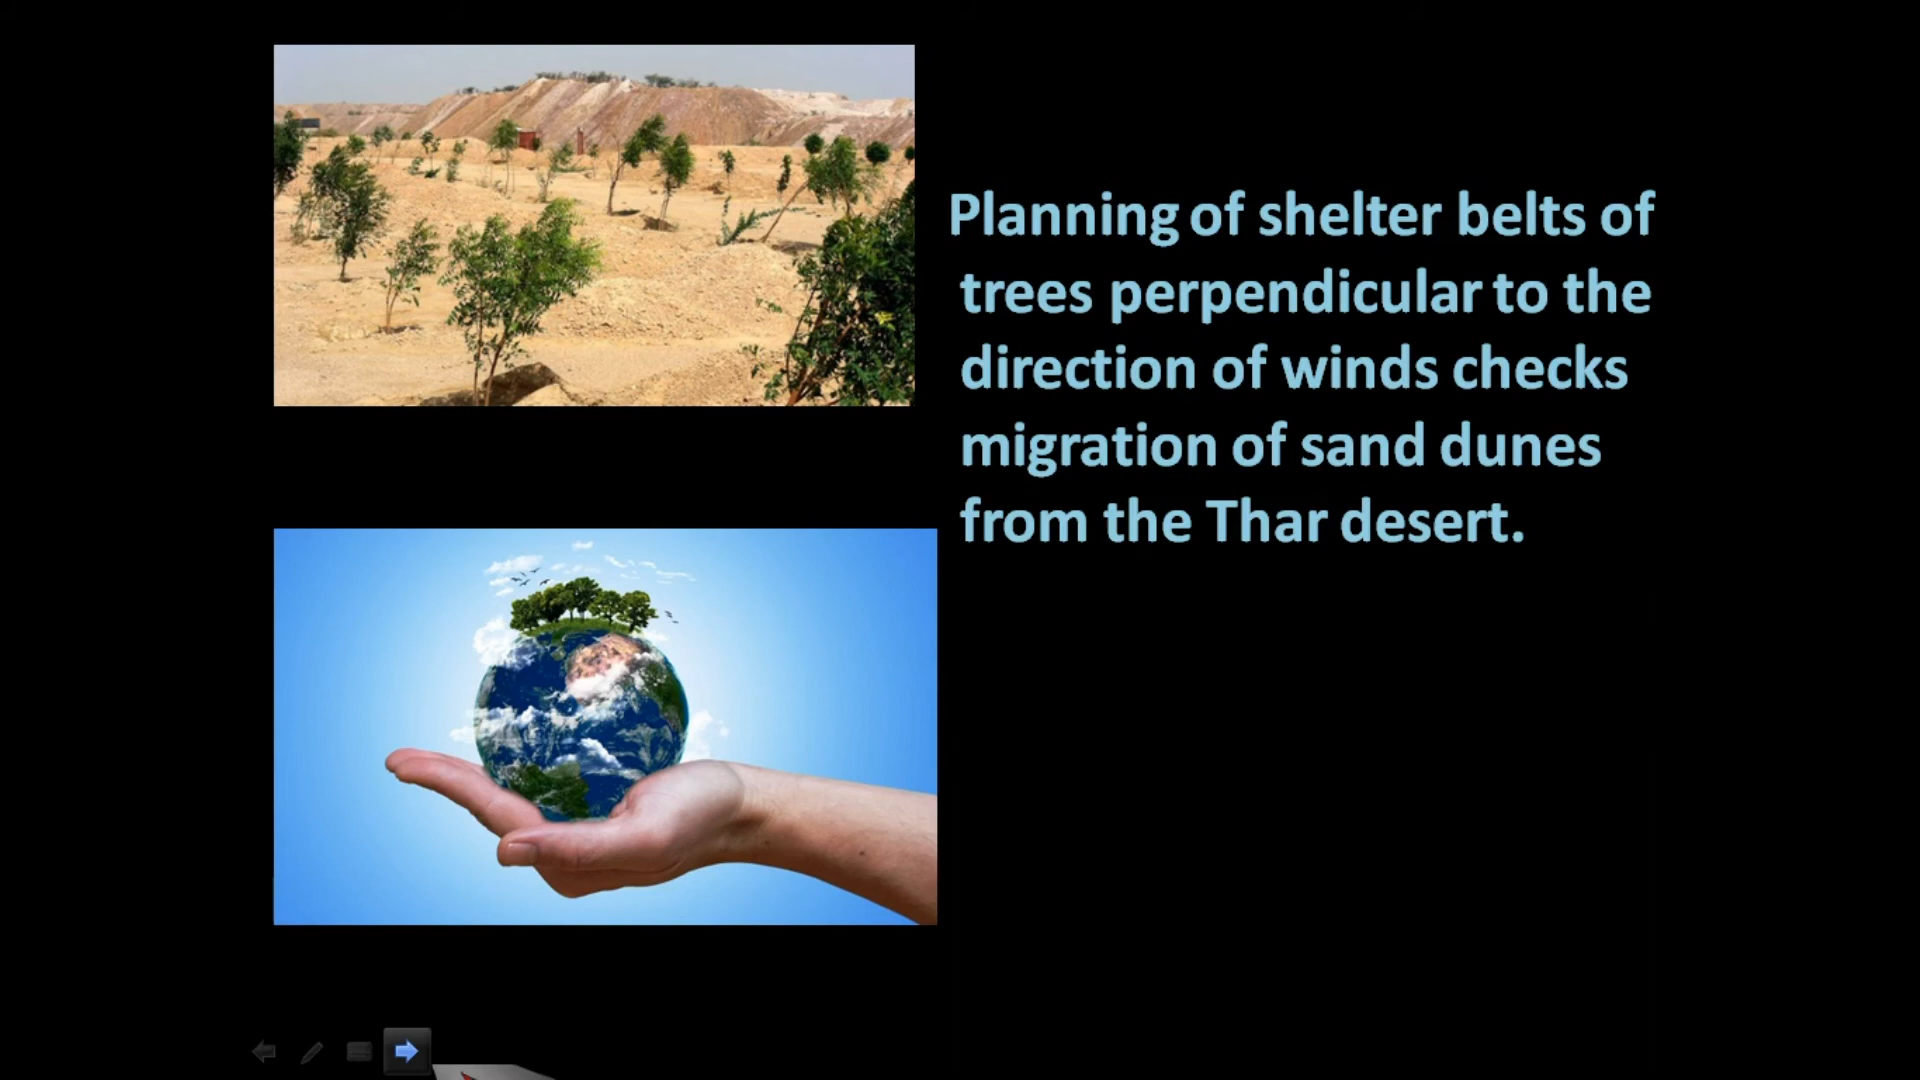 Planning of shelter belts of
trees perpendicular to the
direction of winds checks
migration of sand dunes
from the Thar desert.